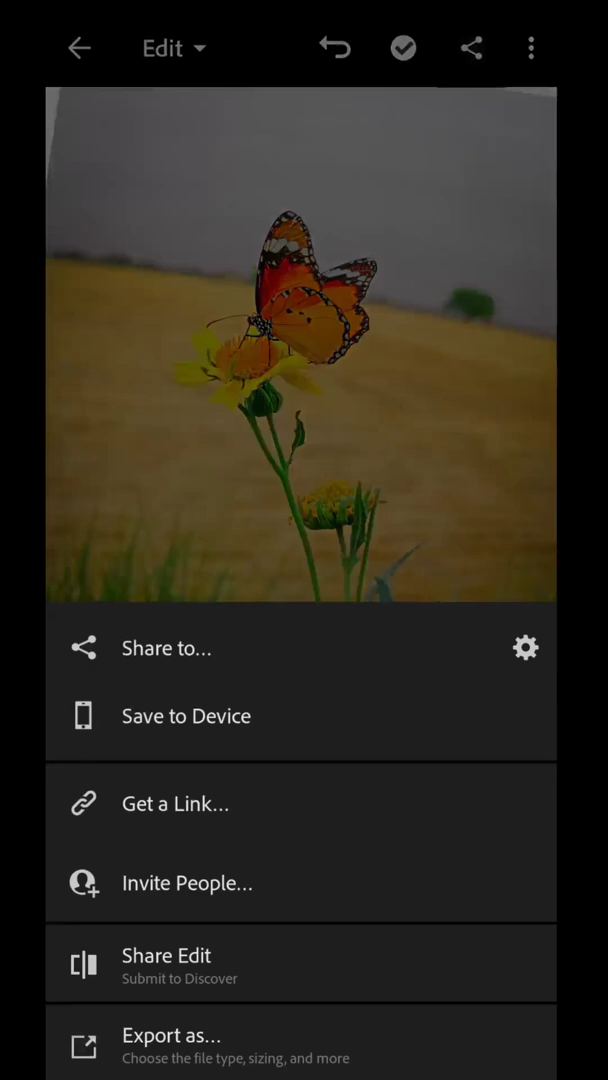 Edit
Share to...
Save to Device
Get a Link...
Invite People...
Share Edit
Submit to Discover
Export as...
Choose the file type, sizing, and more